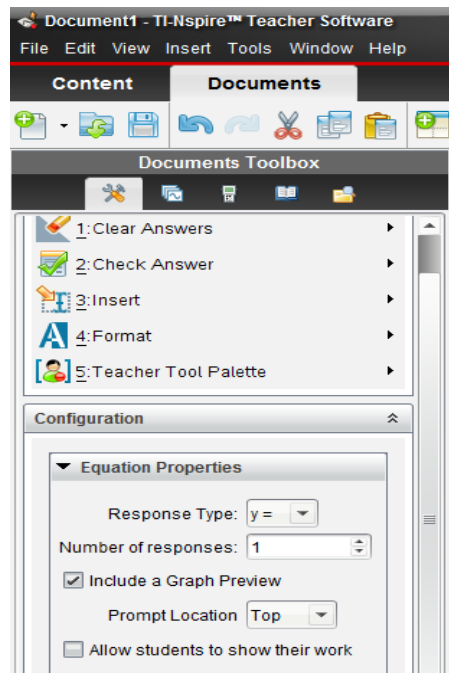 Document1 - TI-Nspire™ Teacher Software
File Edit View Insert Tools Window Help
Content Documents
Documents Toolbox
1:Clear Answers
2:Check Answer
3:Insert
4:Format
5:Teacher Tool Palette
Configuration
Equation Properties
Response Type: y =
Number of responses: 1
Include a Graph Preview
Prompt Location Top
Allow students to show their work